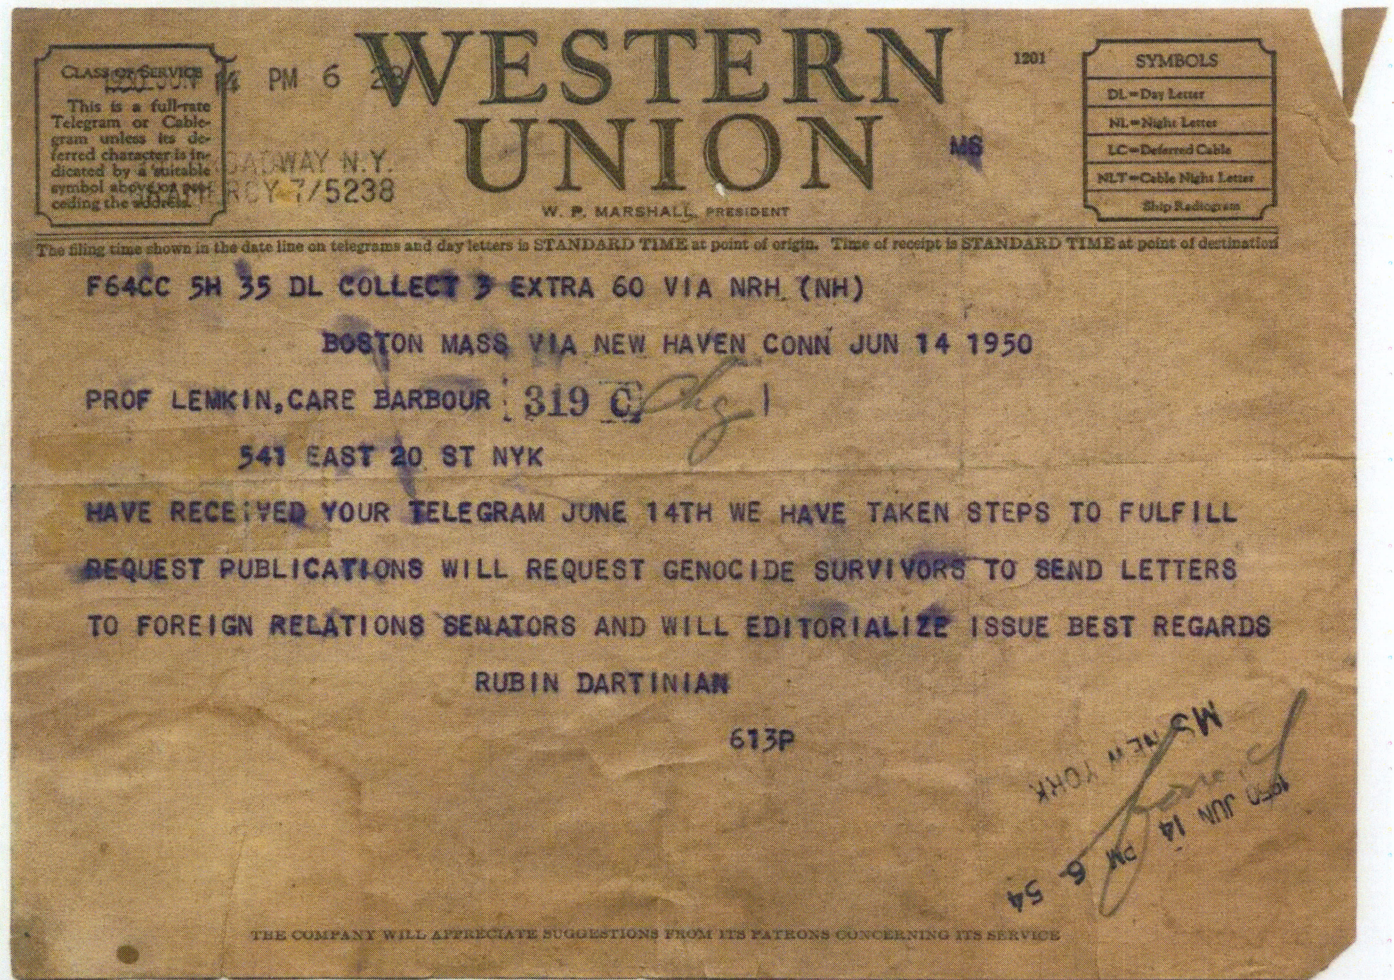 WESTERN
UNION
1201
CLASS OF SERVICE
This is a full-rate
Telegram or Cable-
gram unless its de-
ferred character is in-
dicated by a suitable
symbol above or pre-
ceding the address.
JUN 14 PM 6 28
BROADWAY N.Y.
GRAMERCY 7/5238
W. P. MARSHALL, PRESIDENT
MS
SYMBOLS
DL=Day Letter
NL=Night Letter
LC=Deferred Cable
NLT=Cable Night Letter
Ship Radiogram
The filing time shown in the date line on telegrams and day letters is STANDARD TIME at point of origin. Time of receipt is STANDARD TIME at point of destination
F64CC 5H 35 DL COLLECT 3 EXTRA 60 VIA NRH (NH)
BOSTON MASS VIA NEW HAVEN CONN JUN 14 1950
PROF LEMKIN,CARE BARBOUR 319 C Chg
541 EAST 20 ST NYK
HAVE RECEIVED YOUR TELEGRAM JUNE 14TH WE HAVE TAKEN STEPS TO FULFILL
REQUEST PUBLICATIONS WILL REQUEST GENOCIDE SURVIVORS TO SEND LETTERS
TO FOREIGN RELATIONS SENATORS AND WILL EDITORIALIZE ISSUE BEST REGARDS
RUBIN DARTINIAN
613P
MS NEW YORK
1950 JUN 14 PM 6 54
THE COMPANY WILL APPRECIATE SUGGESTIONS FROM ITS PATRONS CONCERNING ITS SERVICE